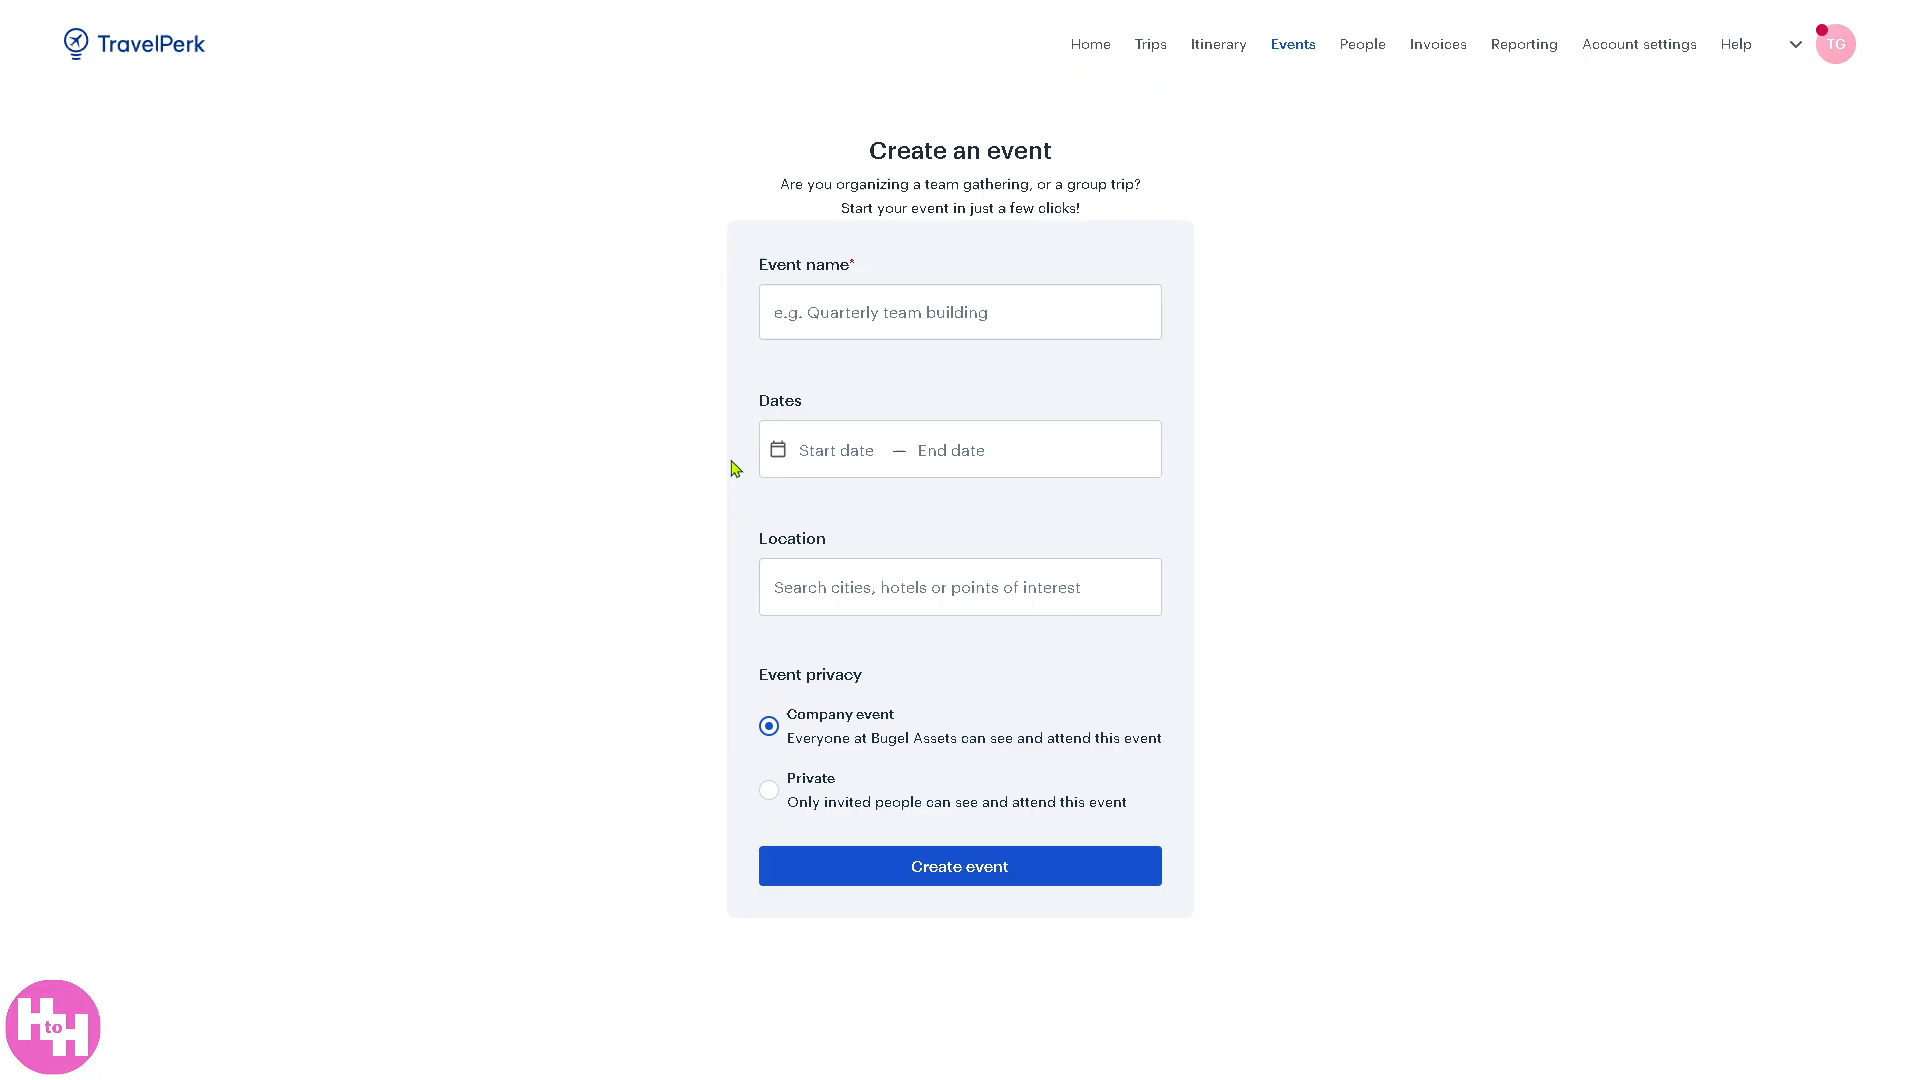 TravelPerk
Home Trips Itinerary Events People Invoices Reporting Account settings Help TG
Create an event
Are you organizing a team gathering, or a group trip?
Start your event in just a few clicks!
Event name*
e.g. Quarterly team building
Dates
Start date — End date
Location
Search cities, hotels or points of interest
Event privacy
Company event
Everyone at Bugel Assets can see and attend this event
Private
Only invited people can see and attend this event
Create event
H to H